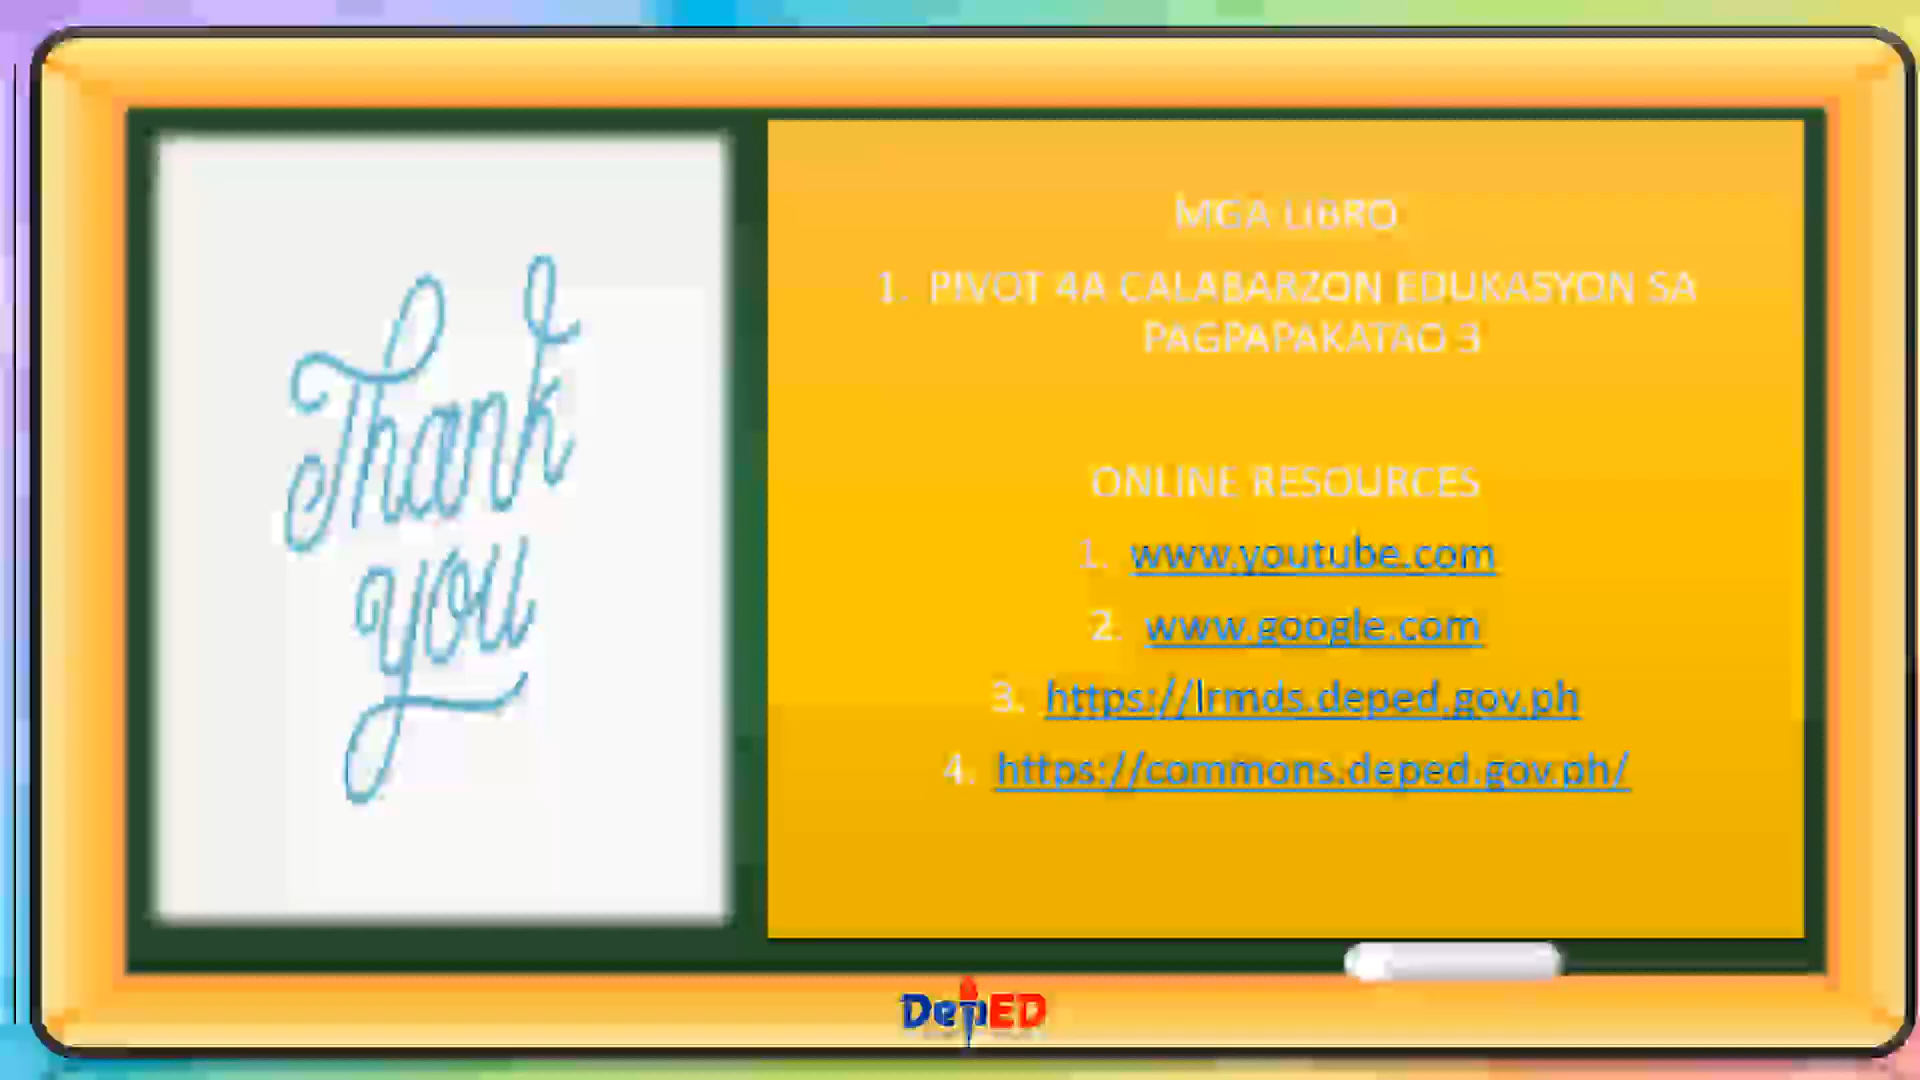 Thank
you
MGA LIBRO
1. PIVOT 4A CALABARZON EDUKASYON SA
PAGPAPAKATAO 3
ONLINE RESOURCES
1. www.youtube.com
2. www.google.com
3. https://lrmds.deped.gov.ph
4. https://commons.deped.gov.ph/
DepED